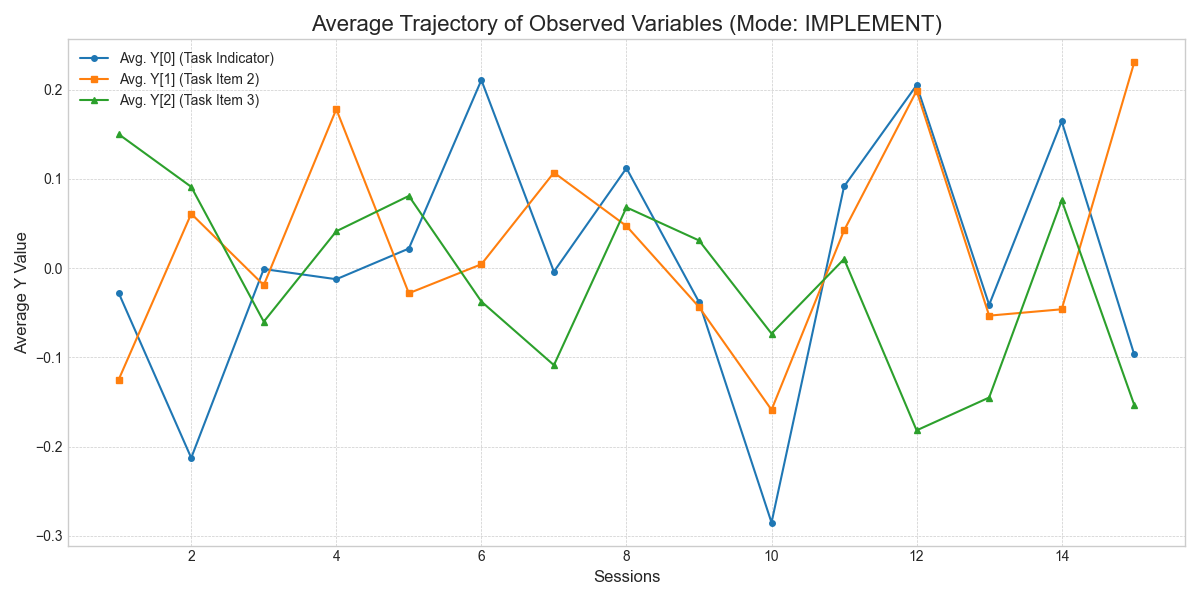 Average Trajectory of Observed Variables (Mode: IMPLEMENT)
Avg. Y[0] (Task Indicator)
Avg. Y[1] (Task Item 2)
Avg. Y[2] (Task Item 3)
Average Y Value
0.2
0.1
0.0
−0.1
−0.2
−0.3
2 4 6 8 10 12 14
Sessions